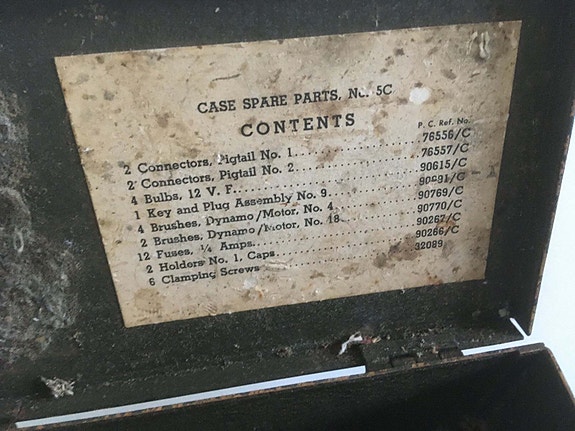 CASE SPARE PARTS, No. 5C
CONTENTS
P. C. Ref. No.
2 Connectors, Pigtail No. 1 76556/C
2 Connectors, Pigtail No. 2 76557/C
4 Bulbs, 12 V. F. 90615/C
1 Key and Plug Assembly No. 9 90491/C
4 Brushes, Dynamo/Motor, No. 4 90769/C
2 Brushes, Dynamo/Motor, No. 18 90770/C
12 Fuses, ¼ Amps. 90267/C
2 Holders No. 1, Caps 90266/C
6 Clamping Screws 32089